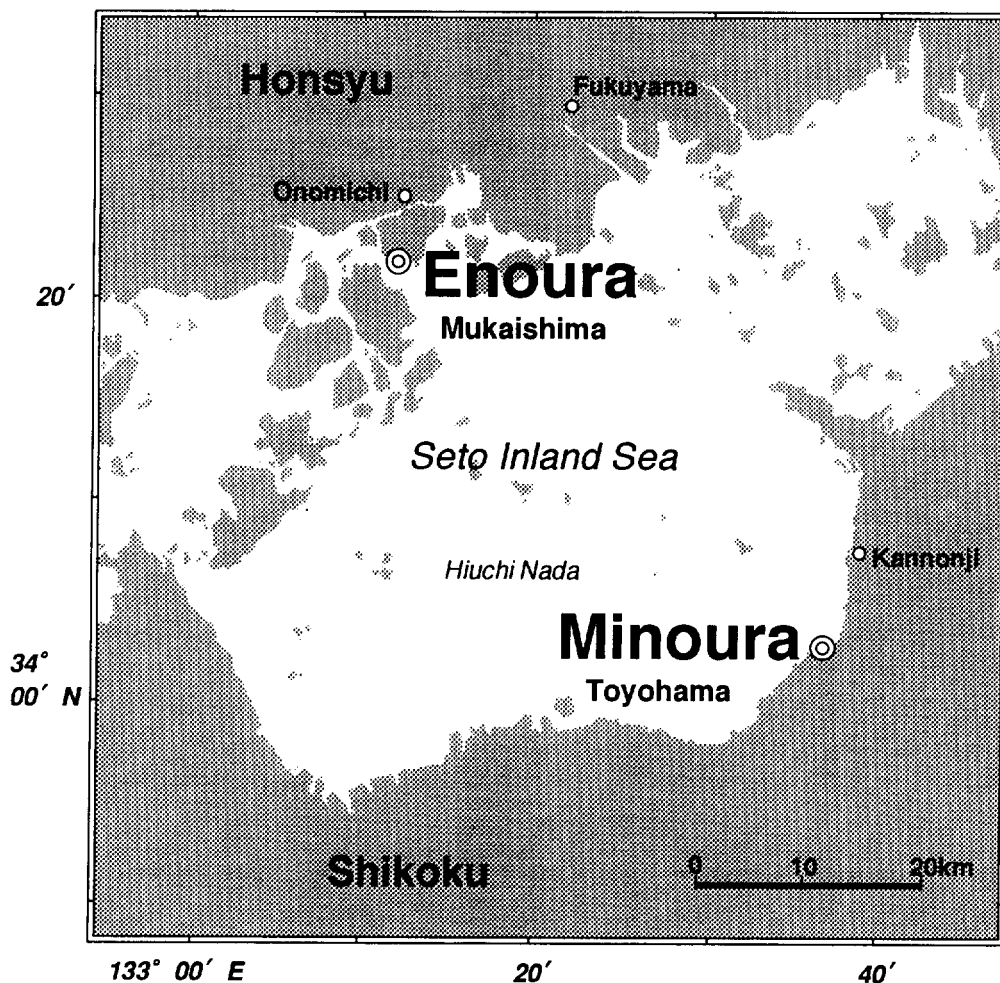 Honsyu
Fukuyama
Onomichi
Enoura
20′
Mukaishima
Seto Inland Sea
Kannonji
Hiuchi Nada
Minoura
34°
00′ N
Toyohama
Shikoku
0 10 20km
133° 00′ E 20′ 40′